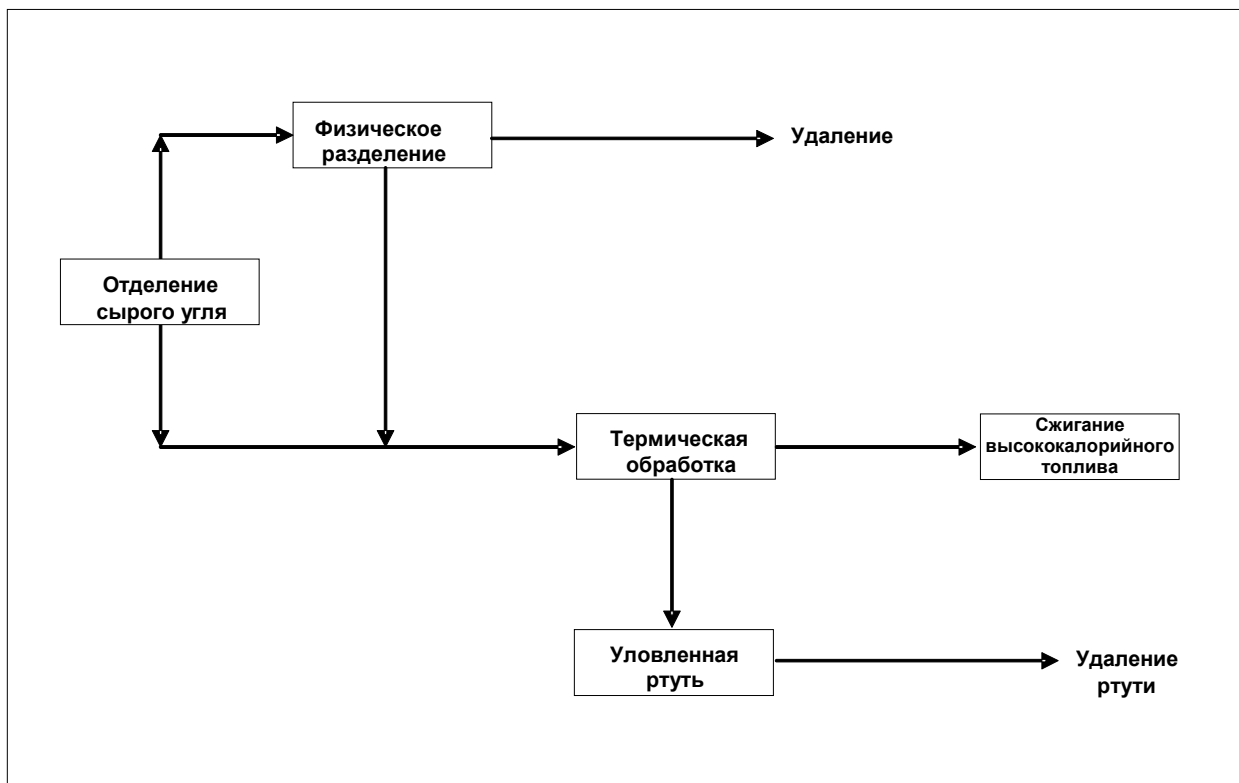 Физическое
разделение
Удаление
Отделение
сырого угля
Термическая
обработка
Сжигание
высококалорийного
топлива
Уловленная
ртуть
Удаление
ртути